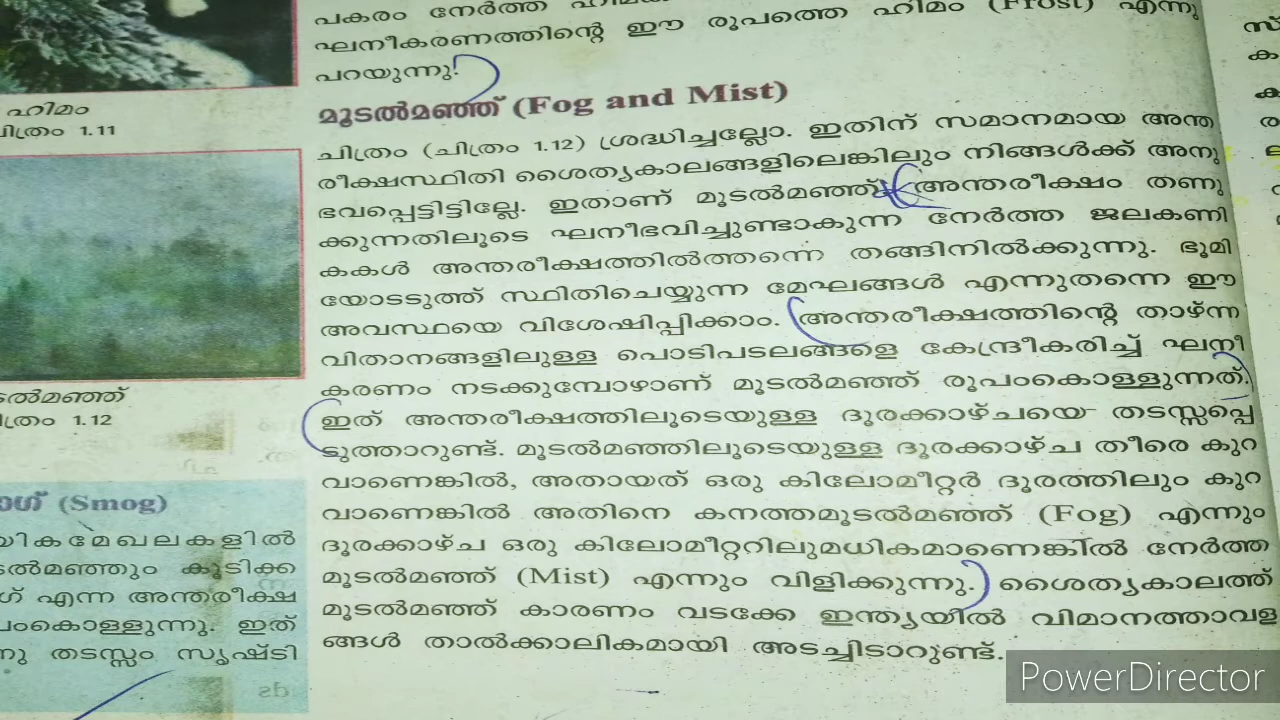 പകരം നേർത്ത
ഘനീകരണത്തിന്റെ ഈ രൂപത്തെ ഹിമം (Frost) എന്നു
പറയുന്നു.
മൂടൽമഞ്ഞ് (Fog and Mist)
ചിത്രം (ചിത്രം 1.12) ശ്രദ്ധിച്ചല്ലോ. ഇതിന് സമാനമായ അന്ത
രീക്ഷസ്ഥിതി ശൈത്യകാലങ്ങളിലെങ്കിലും നിങ്ങൾക്ക് അനു
ഭവപ്പെട്ടിട്ടില്ലേ. ഇതാണ് മൂടൽമഞ്ഞ്. അന്തരീക്ഷം തണു
ക്കുന്നതിലൂടെ ഘനീഭവിച്ചുണ്ടാകുന്ന നേർത്ത ജലകണി
കകൾ അന്തരീക്ഷത്തിൽത്തന്നെ തങ്ങിനിൽക്കുന്നു. ഭൂമി
യോടടുത്ത് സ്ഥിതിചെയ്യുന്ന മേഘങ്ങൾ എന്നുതന്നെ ഈ
അവസ്ഥയെ വിശേഷിപ്പിക്കാം. അന്തരീക്ഷത്തിന്റെ താഴ്ന്ന
വിതാനങ്ങളിലുള്ള പൊടിപടലങ്ങളെ കേന്ദ്രീകരിച്ച് ഘനീ
കരണം നടക്കുമ്പോഴാണ് മൂടൽമഞ്ഞ് രൂപംകൊള്ളുന്നത്.
ഇത് അന്തരീക്ഷത്തിലൂടെയുള്ള ദൂരക്കാഴ്ചയെ തടസ്സപ്പെ
ടുത്താറുണ്ട്. മൂടൽമഞ്ഞിലൂടെയുള്ള ദൂരക്കാഴ്ച തീരെ കുറ
വാണെങ്കിൽ, അതായത് ഒരു കിലോമീറ്റർ ദൂരത്തിലും കുറ
വാണെങ്കിൽ അതിനെ കനത്തമൂടൽമഞ്ഞ് (Fog) എന്നും
ദൂരക്കാഴ്ച ഒരു കിലോമീറ്ററിലുമധികമാണെങ്കിൽ നേർത്ത
മൂടൽമഞ്ഞ് (Mist) എന്നും വിളിക്കുന്നു. ശൈത്യകാലത്ത്
മൂടൽമഞ്ഞ് കാരണം വടക്കേ ഇന്ത്യയിൽ വിമാനത്താവള
ങ്ങൾ താൽക്കാലികമായി അടച്ചിടാറുണ്ട്.
ഹിമം
ചിത്രം 1.11
ടൽമഞ്ഞ്
ത്രം 1.12
ഗ് (Smog)
യികമേഖലകളിൽ
ടൽമഞ്ഞും കൂടിക്ക
ഗ് എന്ന അന്തരീക്ഷ
പംകൊള്ളുന്നു. ഇത്
നു തടസ്സം സൃഷ്ടി
PowerDirector